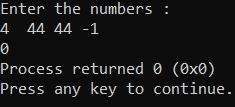 Enter the numbers :
4  44 44 -1
0
Process returned 0 (0x0)
Press any key to continue.